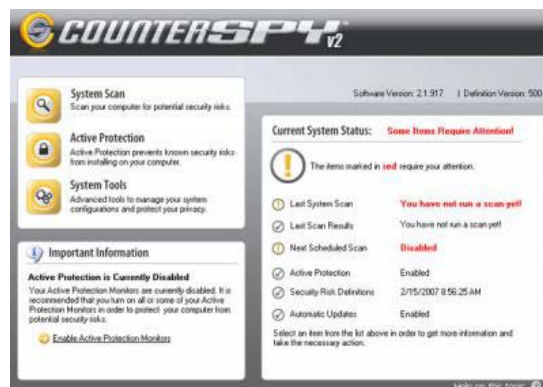 COUNTERSPY v2
Software Version: 2.1.917 | Definition Version: 500
System Scan
Scan your computer for potential security risks.
Active Protection
Active Protection prevents known security risks
from installing on your computer.
System Tools
Advanced tools to manage your system
configurations and protect your privacy.
Important Information
Active Protection is Currently Disabled
Your Active Protection Monitors are currently disabled. It is
recommended that you turn on all or some of your Active
Protection Monitors in order to protect your computer from
potential security risks.
Enable Active Protection Monitors
Current System Status: Some Items Require Attention!
The items marked in red require your attention.
Last System Scan You have not run a scan yet!
Last Scan Results You have not run a scan yet!
Next Scheduled Scan Disabled
Active Protection Enabled
Security Risk Definitions 2/15/2007 8:56:25 AM
Automatic Updates Enabled
Select an item from the list above in order to get more information and
take the necessary action.
Help on this topic